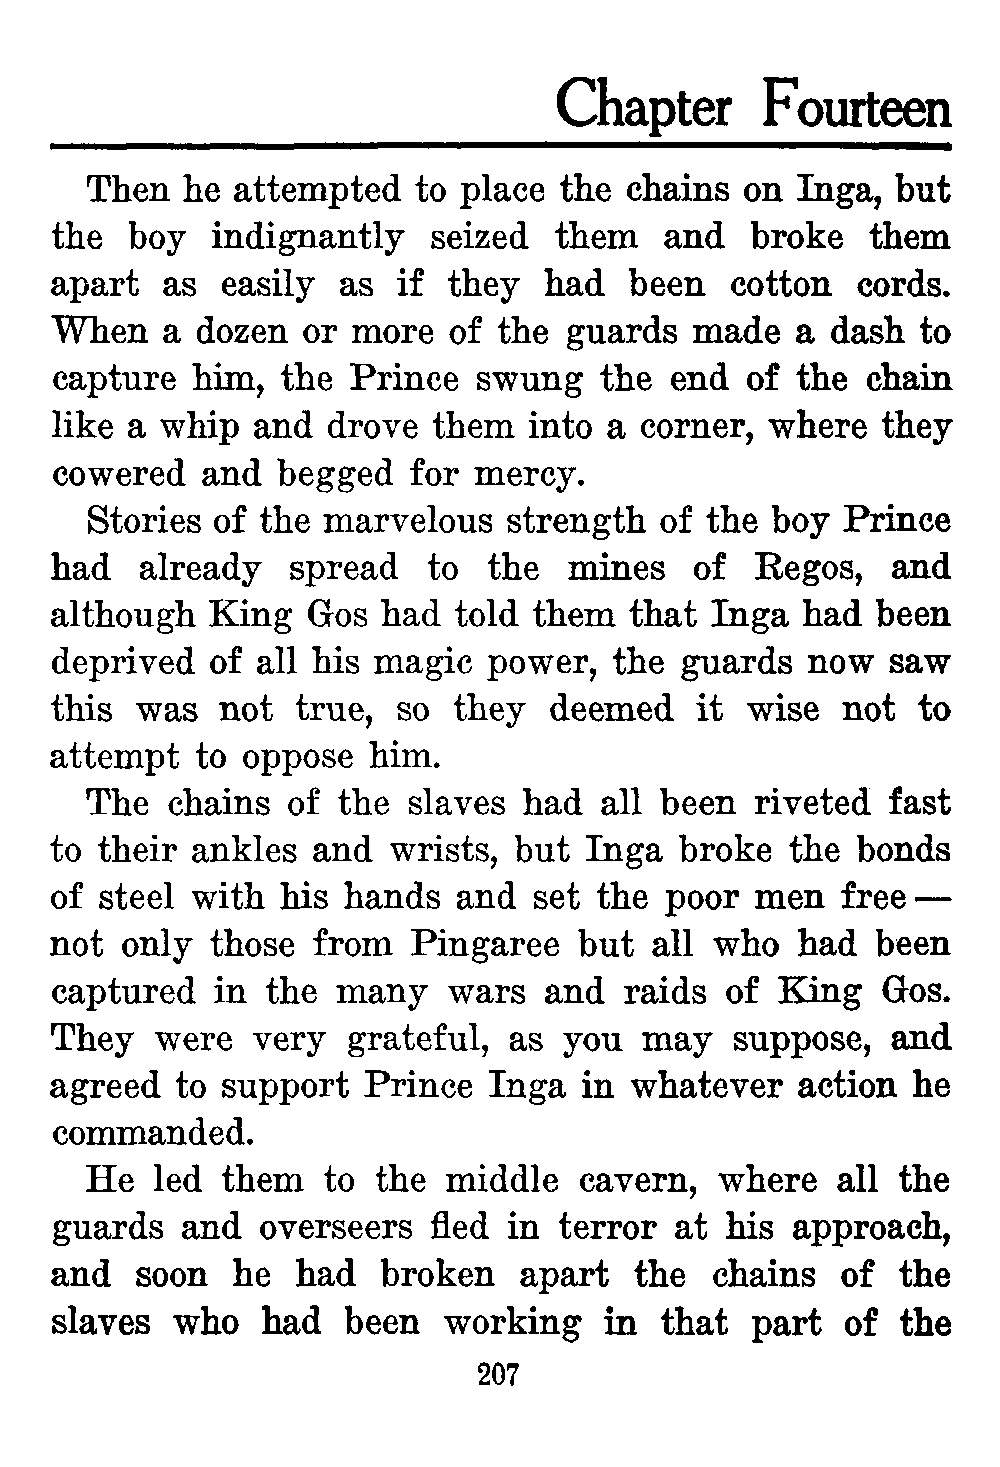 Chapter Fourteen
Then he attempted to place the chains on Inga, but
the boy indignantly seized them and broke them
apart as easily as if they had been cotton cords.
When a dozen or more of the guards made a dash to
capture him, the Prince swung the end of the chain
like a whip and drove them into a corner, where they
cowered and begged for mercy.
Stories of the marvelous strength of the boy Prince
had already spread to the mines of Regos, and
although King Gos had told them that Inga had been
deprived of all his magic power, the guards now saw
this was not true, so they deemed it wise not to
attempt to oppose him.
The chains of the slaves had all been riveted fast
to their ankles and wrists, but Inga broke the bonds
of steel with his hands and set the poor men free —
not only those from Pingaree but all who had been
captured in the many wars and raids of King Gos.
They were very grateful, as you may suppose, and
agreed to support Prince Inga in whatever action he
commanded.
He led them to the middle cavern, where all the
guards and overseers fled in terror at his approach,
and soon he had broken apart the chains of the
slaves who had been working in that part of the
207